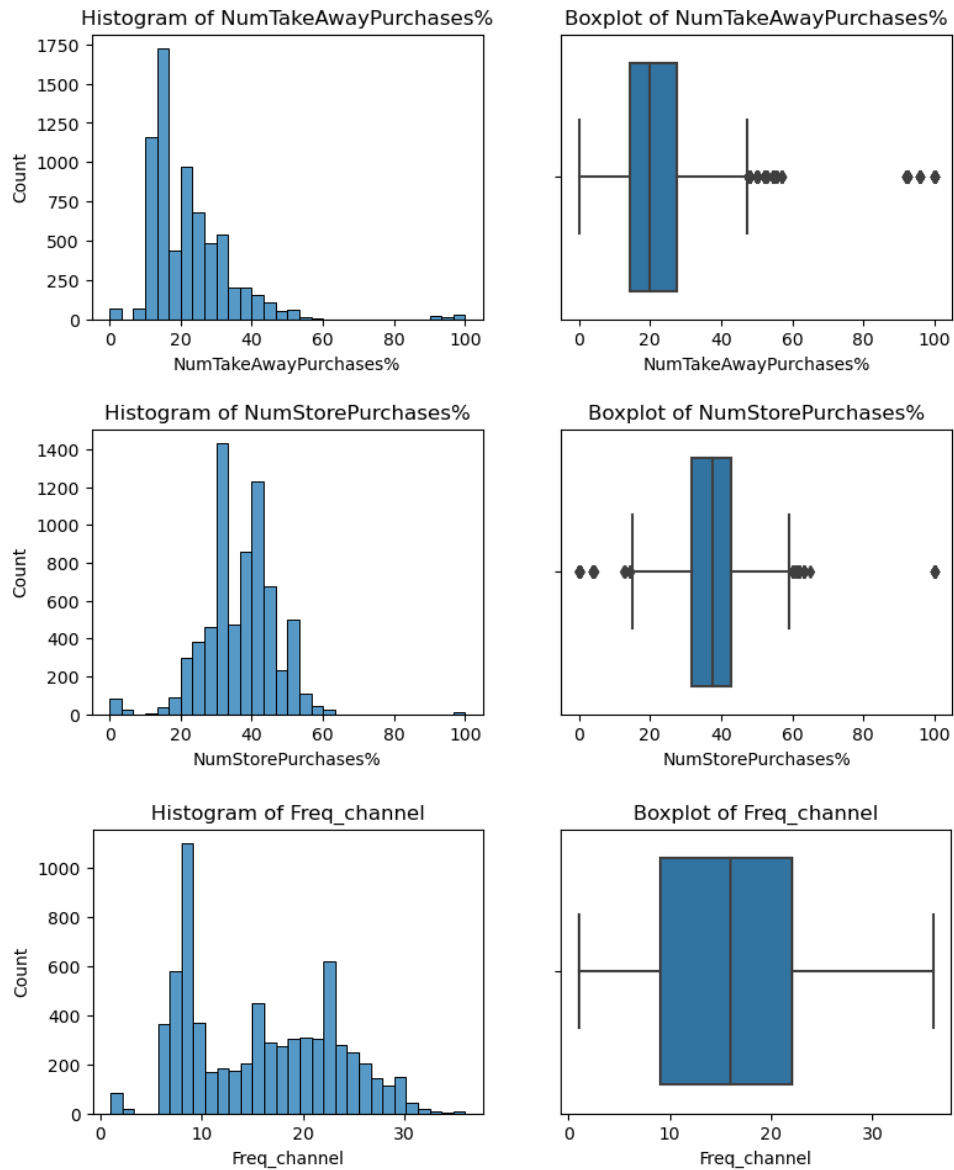 Histogram of NumTakeAwayPurchases%
Boxplot of NumTakeAwayPurchases%
1750
1500
1250
1000
750
500
250
0
Count
0 20 40 60 80 100
NumTakeAwayPurchases%
0 20 40 60 80 100
NumTakeAwayPurchases%
Histogram of NumStorePurchases%
Boxplot of NumStorePurchases%
1400
1200
1000
800
600
400
200
0
Count
0 20 40 60 80 100
NumStorePurchases%
0 20 40 60 80 100
NumStorePurchases%
Histogram of Freq_channel
Boxplot of Freq_channel
1000
800
600
400
200
0
Count
0 10 20 30
Freq_channel
0 10 20 30
Freq_channel